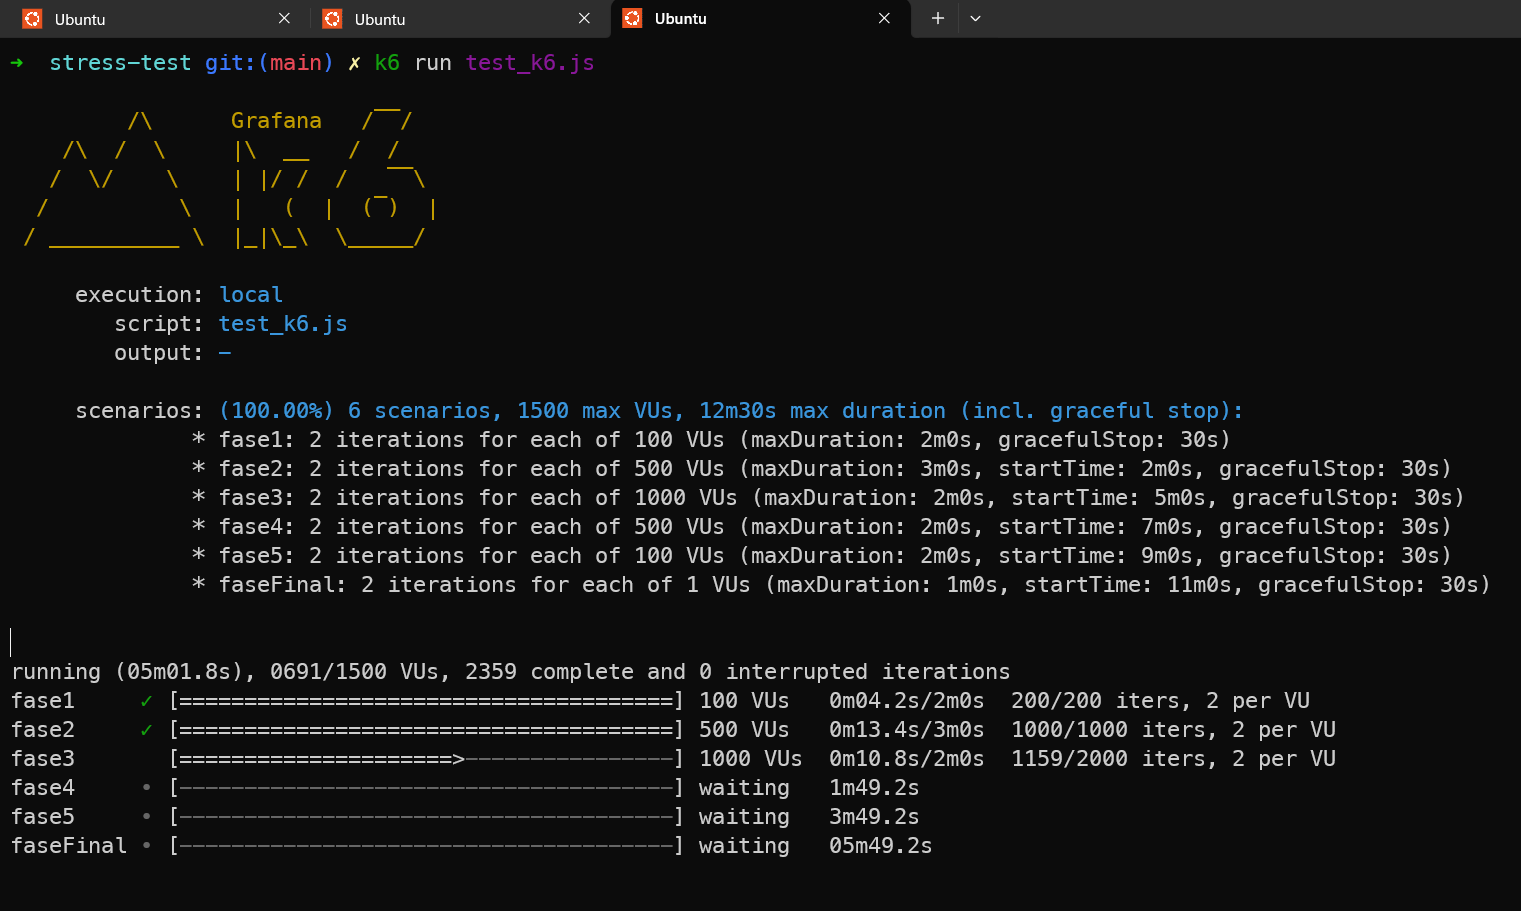 Ubuntu
Ubuntu
Ubuntu
➜  stress-test git:(main) ✗ k6 run test_k6.js
Grafana
execution: local
script: test_k6.js
output: -
scenarios: (100.00%) 6 scenarios, 1500 max VUs, 12m30s max duration (incl. graceful stop):
* fase1: 2 iterations for each of 100 VUs (maxDuration: 2m0s, gracefulStop: 30s)
* fase2: 2 iterations for each of 500 VUs (maxDuration: 3m0s, startTime: 2m0s, gracefulStop: 30s)
* fase3: 2 iterations for each of 1000 VUs (maxDuration: 2m0s, startTime: 5m0s, gracefulStop: 30s)
* fase4: 2 iterations for each of 500 VUs (maxDuration: 2m0s, startTime: 7m0s, gracefulStop: 30s)
* fase5: 2 iterations for each of 100 VUs (maxDuration: 2m0s, startTime: 9m0s, gracefulStop: 30s)
* faseFinal: 2 iterations for each of 1 VUs (maxDuration: 1m0s, startTime: 11m0s, gracefulStop: 30s)
running (05m01.8s), 0691/1500 VUs, 2359 complete and 0 interrupted iterations
fase1     ✓ [======================================] 100 VUs   0m04.2s/2m0s  200/200 iters, 2 per VU
fase2     ✓ [======================================] 500 VUs   0m13.4s/3m0s  1000/1000 iters, 2 per VU
fase3       [=====================>----------------] 1000 VUs  0m10.8s/2m0s  1159/2000 iters, 2 per VU
fase4     • [--------------------------------------] waiting   1m49.2s
fase5     • [--------------------------------------] waiting   3m49.2s
faseFinal • [--------------------------------------] waiting   05m49.2s